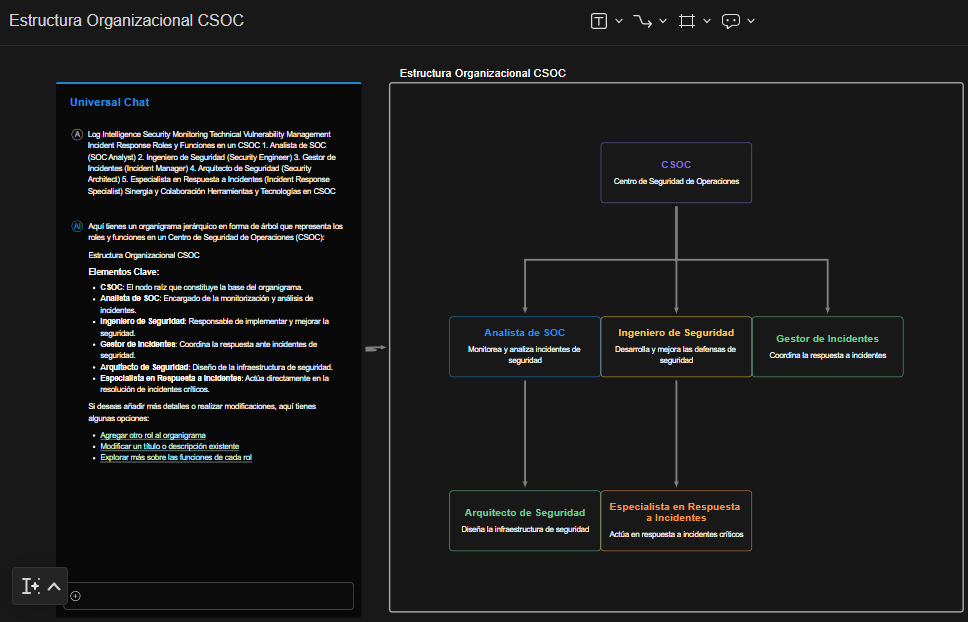 Estructura Organizacional CSOC
Universal Chat
A
Log Intelligence Security Monitoring Technical Vulnerability Management
Incident Response Roles y Funciones en un CSOC 1. Analista de SOC
(SOC Analyst) 2. Ingeniero de Seguridad (Security Engineer) 3. Gestor de
Incidentes (Incident Manager) 4. Arquitecto de Seguridad (Security
Architect) 5. Especialista en Respuesta a Incidentes (Incident Response
Specialist) Sinergia y Colaboración Herramientas y Tecnologías en CSOC
AI
Aquí tienes un organigrama jerárquico en forma de árbol que representa los
roles y funciones en un Centro de Seguridad de Operaciones (CSOC):
Estructura Organizacional CSOC
Elementos Clave:
• CSOC: El nodo raíz que constituye la base del organigrama.
• Analista de SOC: Encargado de la monitorización y análisis de
incidentes.
• Ingeniero de Seguridad: Responsable de implementar y mejorar la
seguridad.
• Gestor de Incidentes: Coordina la respuesta ante incidentes de
seguridad.
• Arquitecto de Seguridad: Diseño de la infraestructura de seguridad.
• Especialista en Respuesta a Incidentes: Actúa directamente en la
resolución de incidentes críticos.
Si deseas añadir más detalles o realizar modificaciones, aquí tienes
algunas opciones:
• Agregar otro rol al organigrama
• Modificar un título o descripción existente
• Explorar más sobre las funciones de cada rol
Estructura Organizacional CSOC
CSOC
Centro de Seguridad de Operaciones
Analista de SOC
Monitorea y analiza incidentes de
seguridad
Ingeniero de Seguridad
Desarrolla y mejora las defensas de
seguridad
Gestor de Incidentes
Coordina la respuesta a incidentes
Arquitecto de Seguridad
Diseña la infraestructura de seguridad
Especialista en Respuesta
a Incidentes
Actúa en respuesta a incidentes críticos